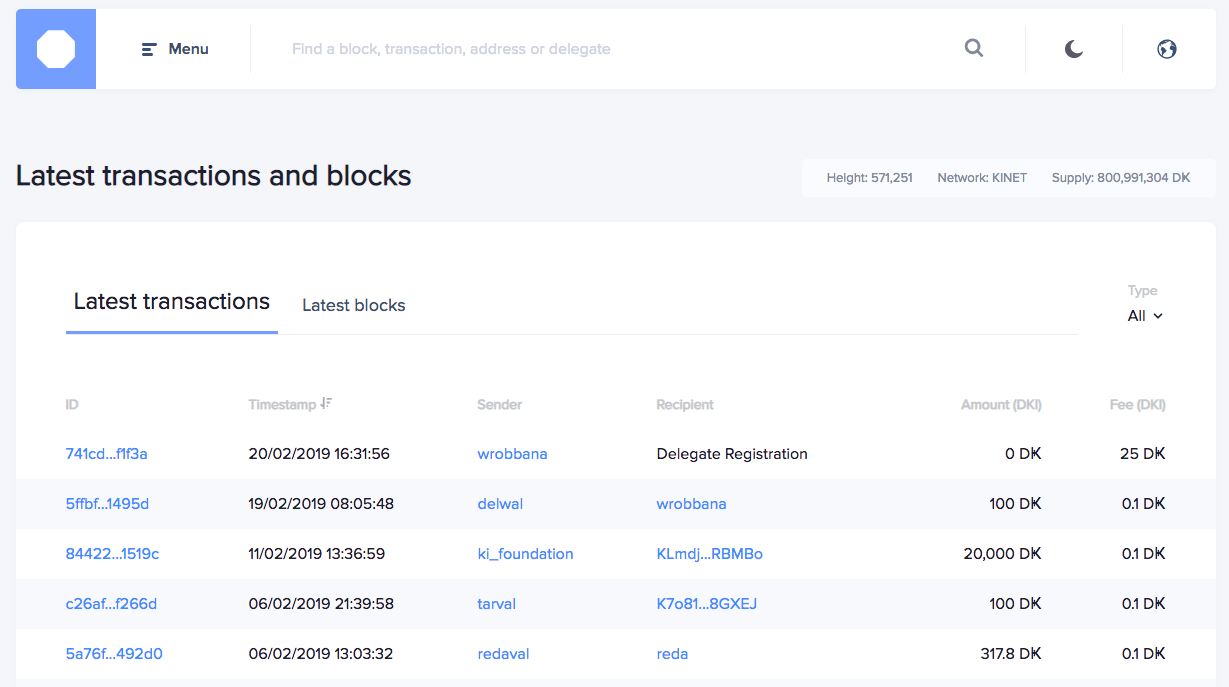 Menu Find a block, transaction, address or delegate
Latest transactions and blocks
Height: 571,251 Network: KINET Supply: 800,991,304 DK
Latest transactions Latest blocks
Type
All
ID Timestamp Sender Recipient Amount (DKI) Fee (DKI)
741cd...f1f3a 20/02/2019 16:31:56 wrobbana Delegate Registration 0 DK 25 DK
5ffbf...1495d 19/02/2019 08:05:48 delwal wrobbana 100 DK 0.1 DK
84422...1519c 11/02/2019 13:36:59 ki_foundation KLmdj...RBMBo 20,000 DK 0.1 DK
c26af...f266d 06/02/2019 21:39:58 tarval K7o81...8GXEJ 100 DK 0.1 DK
5a76f...492d0 06/02/2019 13:03:32 redaval reda 317.8 DK 0.1 DK